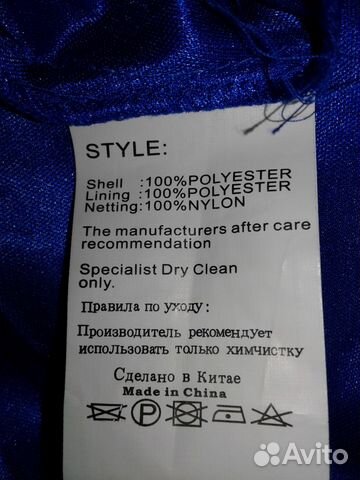 STYLE:
Shell :100%POLYESTER
Lining :100%POLYESTER
Netting:100%NYLON
The manufacturers after care
recommendation
Specialist Dry Clean
only.
Правила по уходу:
Производитель рекомендует
использовать только химчистку
Сделано в Китае
Made in China
P
Avito